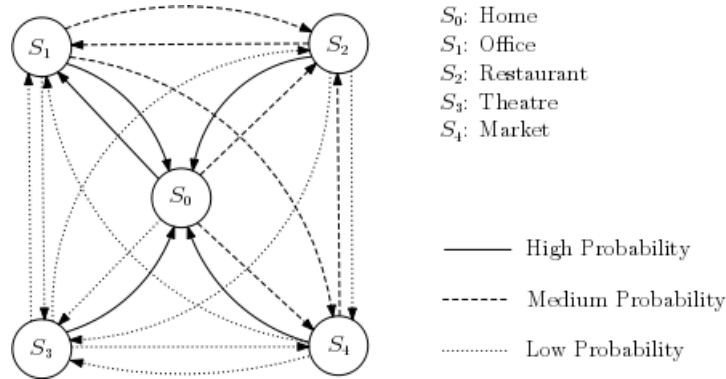 S₁
S₂
S₀
S₃
S₄
S₀: Home
S₁: Office
S₂: Restaurant
S₃: Theatre
S₄: Market
High Probability
Medium Probability
Low Probability